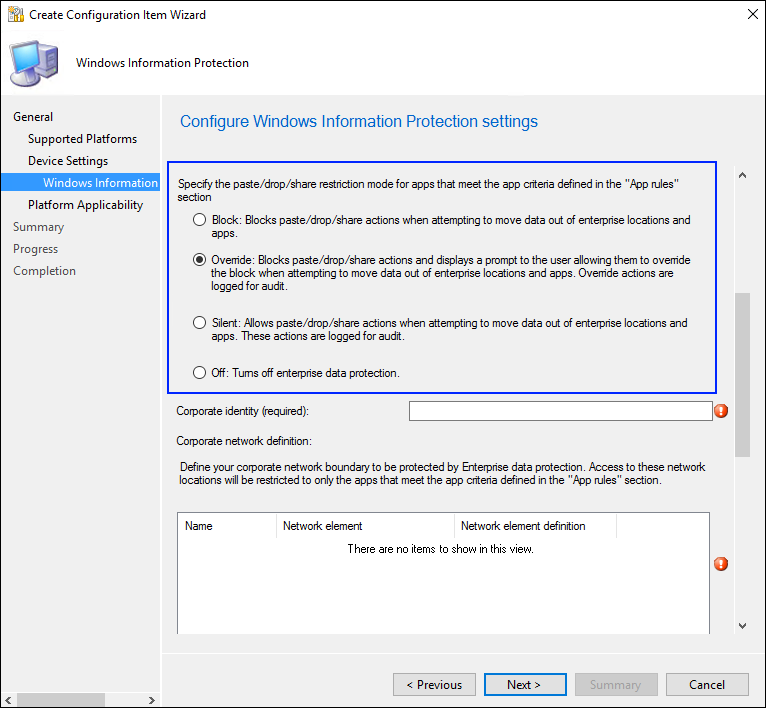 Create Configuration Item Wizard
Windows Information Protection
General
Supported Platforms
Device Settings
Windows Information
Platform Applicability
Summary
Progress
Completion
Configure Windows Information Protection settings
Specify the paste/drop/share restriction mode for apps that meet the app criteria defined in the "App rules"
section
Block: Blocks paste/drop/share actions when attempting to move data out of enterprise locations and
apps.
Override: Blocks paste/drop/share actions and displays a prompt to the user allowing them to override
the block when attempting to move data out of enterprise locations and apps. Override actions are
logged for audit.
Silent: Allows paste/drop/share actions when attempting to move data out of enterprise locations and
apps. These actions are logged for audit.
Off: Turns off enterprise data protection.
Corporate identity (required):
Corporate network definition:
Define your corporate network boundary to be protected by Enterprise data protection. Access to these network
locations will be restricted to only the apps that meet the app criteria defined in the "App rules" section.
Name Network element Network element definition
There are no items to show in this view.
< Previous Next > Summary Cancel